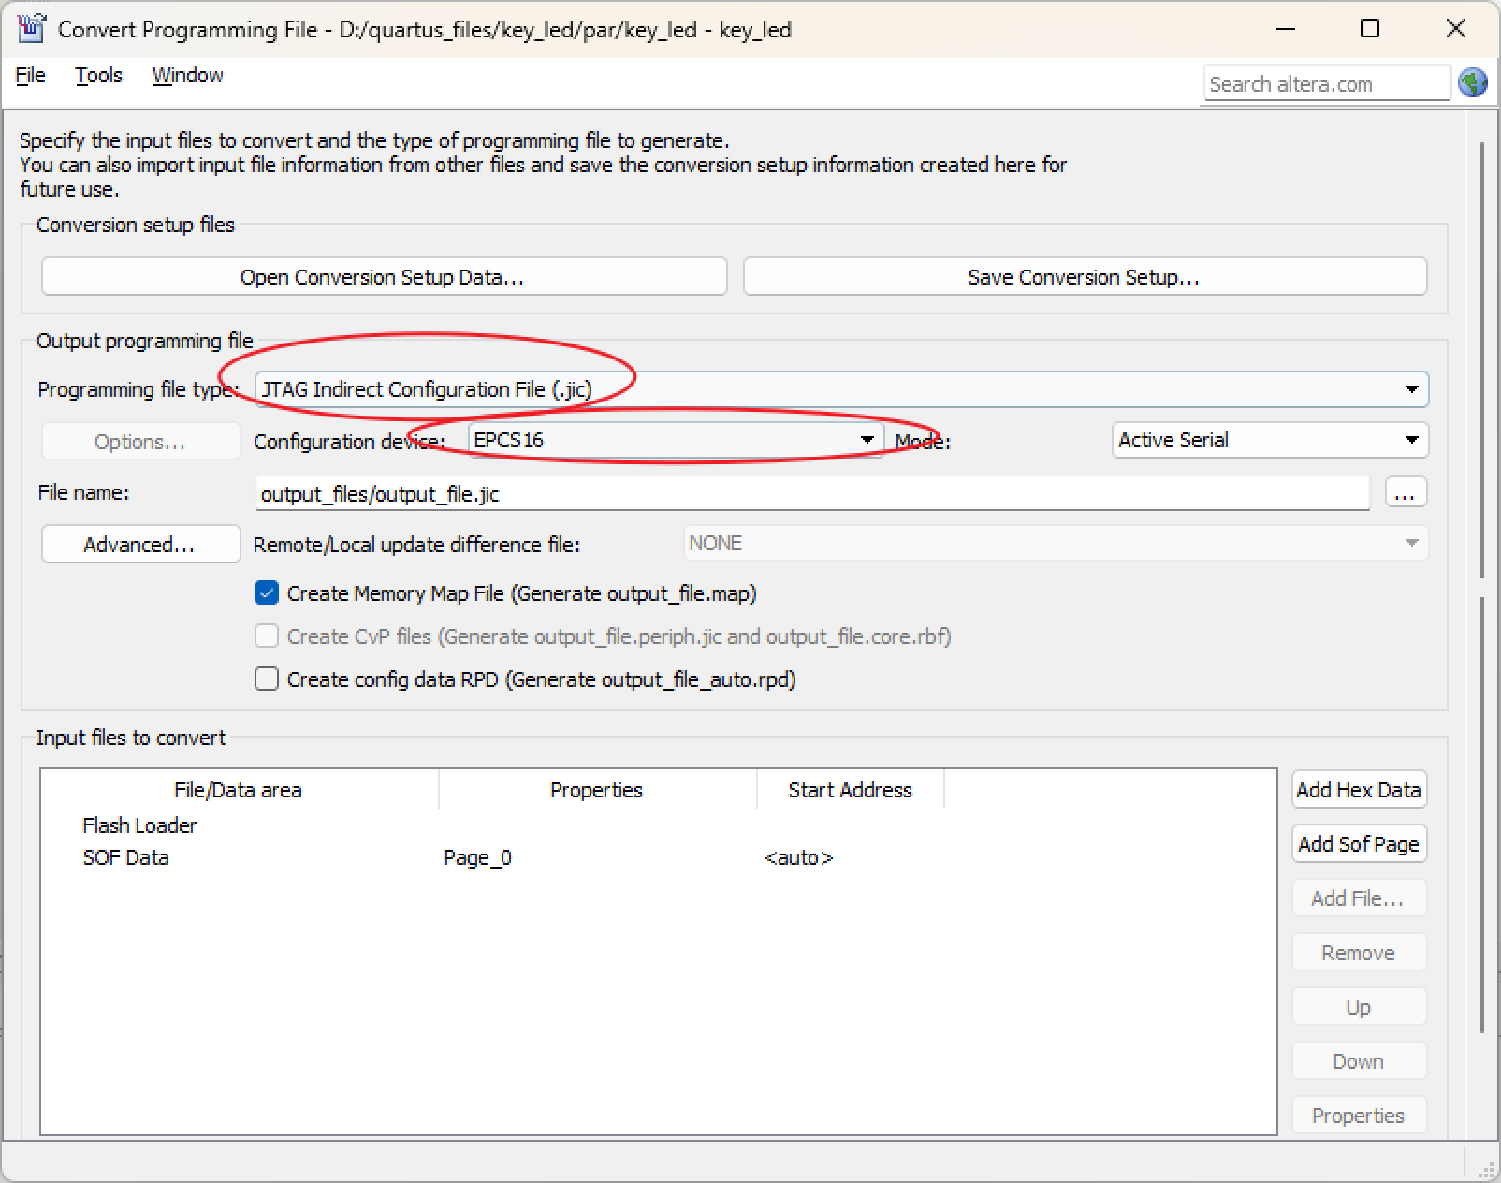 Convert Programming File - D:/quartus_files/key_led/par/key_led - key_led
File Tools Window
Search altera.com
Specify the input files to convert and the type of programming file to generate.
You can also import input file information from other files and save the conversion setup information created here for
future use.
Conversion setup files
Open Conversion Setup Data... Save Conversion Setup...
Output programming file
Programming file type: JTAG Indirect Configuration File (.jic)
Options... Configuration device: EPCS16 Mode: Active Serial
File name: output_files/output_file.jic ...
Advanced... Remote/Local update difference file: NONE
Create Memory Map File (Generate output_file.map)
Create CvP files (Generate output_file.periph.jic and output_file.core.rbf)
Create config data RPD (Generate output_file_auto.rpd)
Input files to convert
File/Data area Properties Start Address
Flash Loader
SOF Data Page_0 <auto>
Add Hex Data
Add Sof Page
Add File...
Remove
Up
Down
Properties